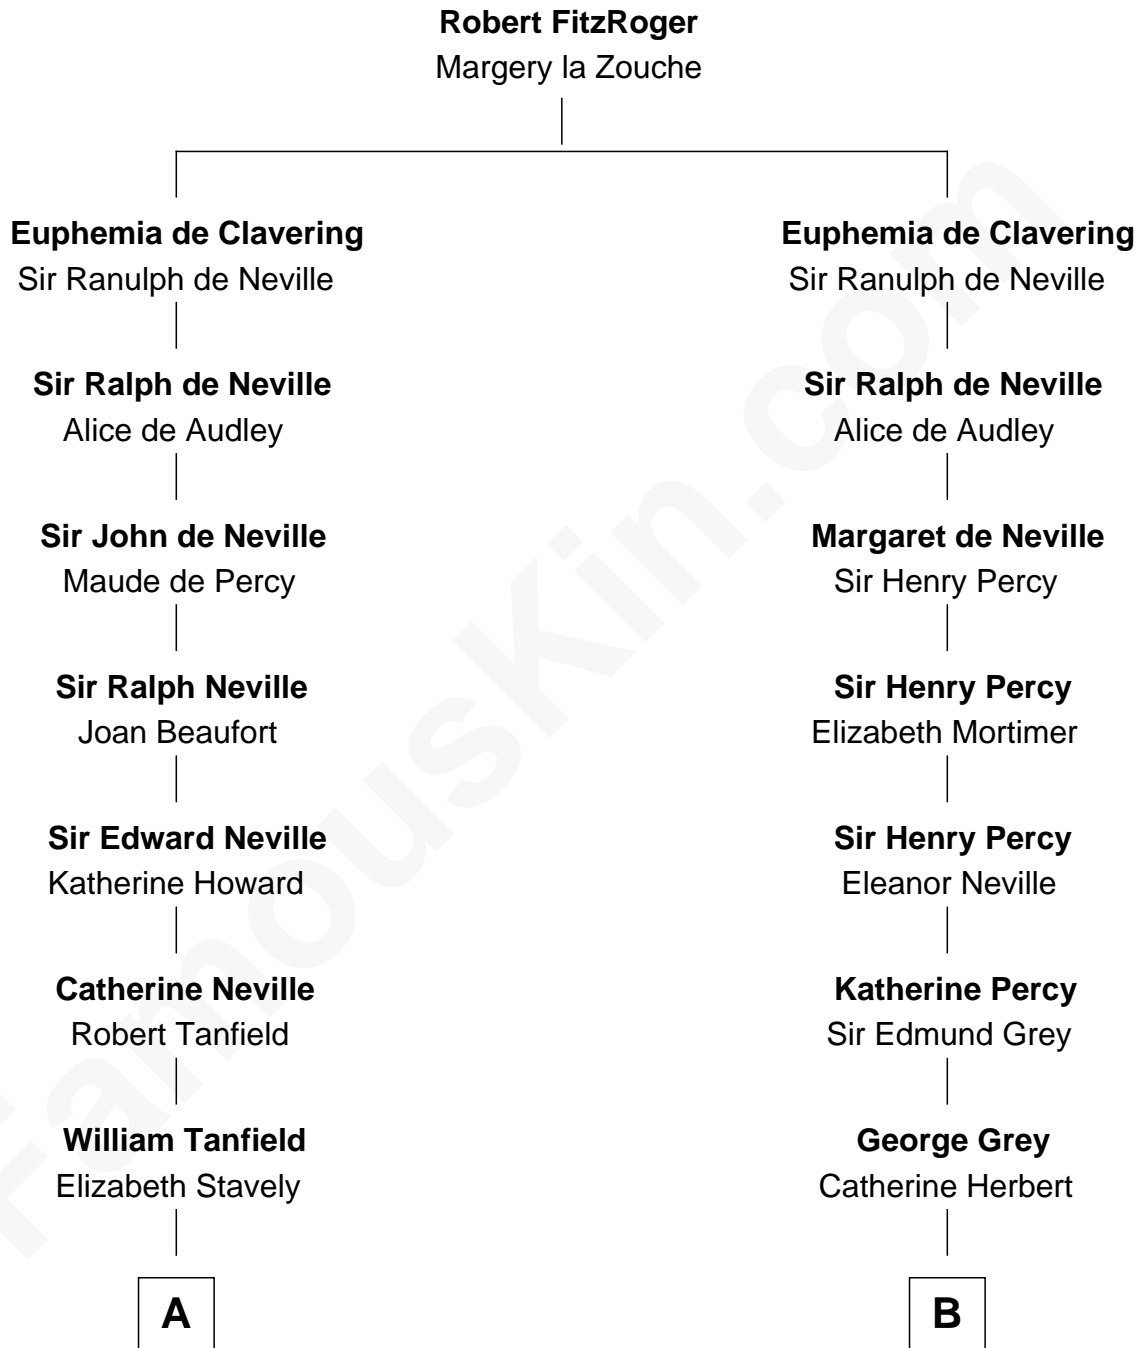 Robert FitzRoger
Margery la Zouche
Euphemia de Clavering
Sir Ranulph de Neville
Euphemia de Clavering
Sir Ranulph de Neville
Sir Ralph de Neville
Alice de Audley
Sir Ralph de Neville
Alice de Audley
Sir John de Neville
Maude de Percy
Margaret de Neville
Sir Henry Percy
Sir Ralph Neville
Joan Beaufort
Sir Henry Percy
Elizabeth Mortimer
Sir Edward Neville
Katherine Howard
Sir Henry Percy
Eleanor Neville
Catherine Neville
Robert Tanfield
Katherine Percy
Sir Edmund Grey
William Tanfield
Elizabeth Stavely
George Grey
Catherine Herbert
A
B
FamousKin.com